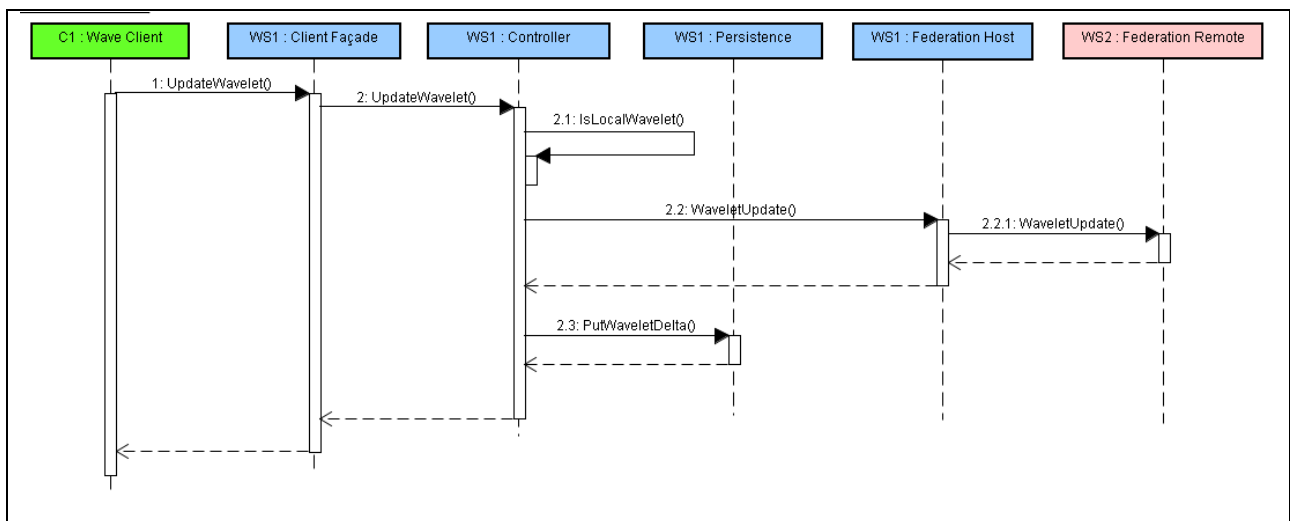 C1 : Wave Client
WS1 : Client Façade
WS1 : Controller
WS1 : Persistence
WS1 : Federation Host
WS2 : Federation Remote
1: UpdateWavelet()
2: UpdateWavelet()
2.1: IsLocalWavelet()
2.2: WaveletUpdate()
2.2.1: WaveletUpdate()
2.3: PutWaveletDelta()